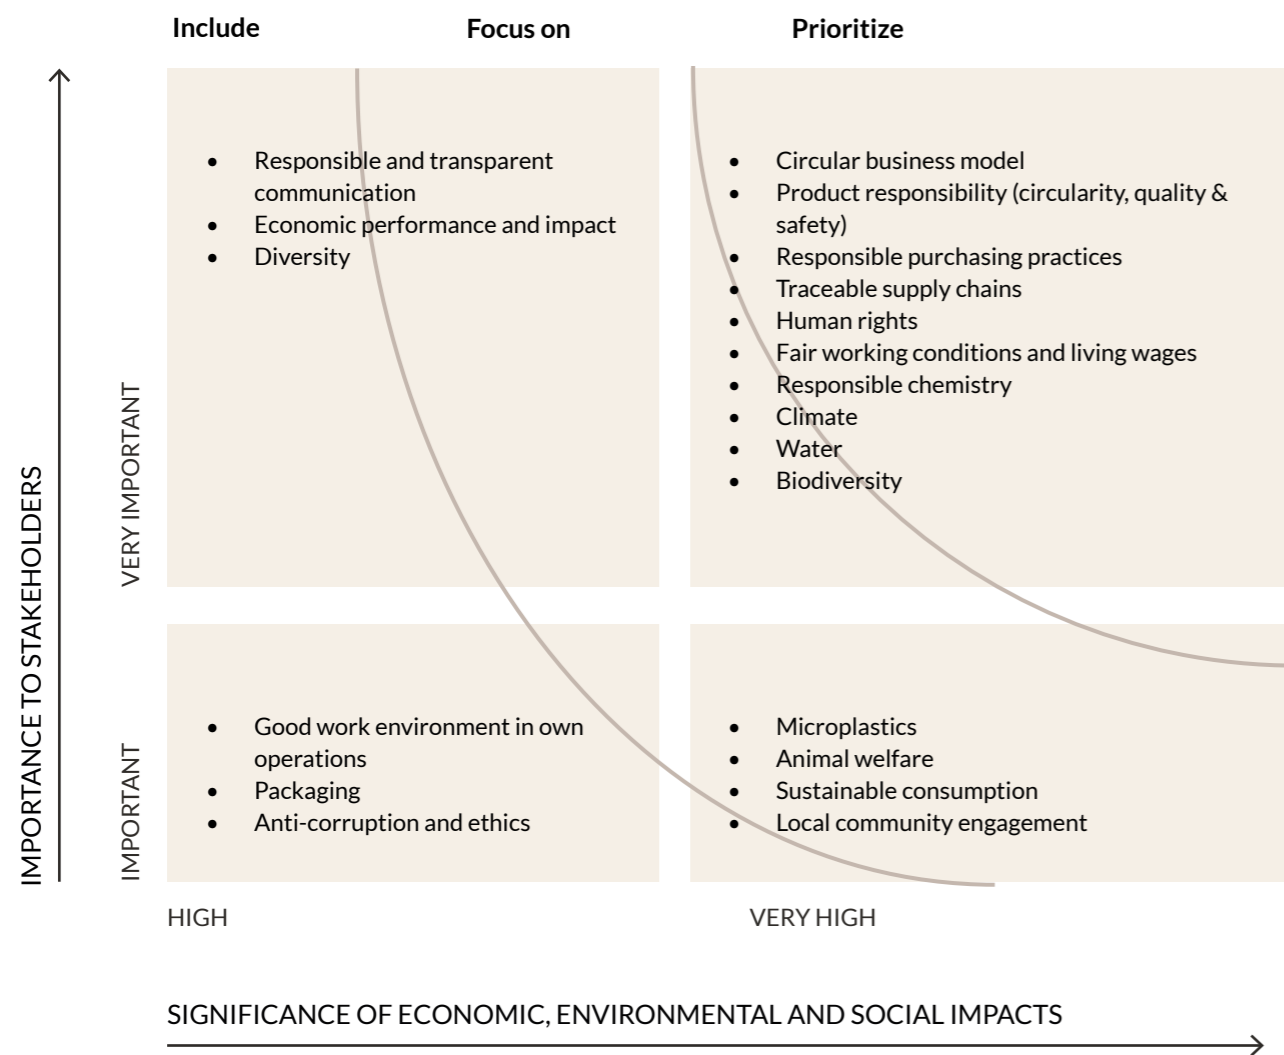 Include
Focus on
Prioritize
IMPORTANCE TO STAKEHOLDERS
VERY IMPORTANT
• Responsible and transparent
communication
• Economic performance and impact
• Diversity
• Circular business model
• Product responsibility (circularity, quality &
safety)
• Responsible purchasing practices
• Traceable supply chains
• Human rights
• Fair working conditions and living wages
• Responsible chemistry
• Climate
• Water
• Biodiversity
IMPORTANT
• Good work environment in own
operations
• Packaging
• Anti-corruption and ethics
• Microplastics
• Animal welfare
• Sustainable consumption
• Local community engagement
HIGH
VERY HIGH
SIGNIFICANCE OF ECONOMIC, ENVIRONMENTAL AND SOCIAL IMPACTS